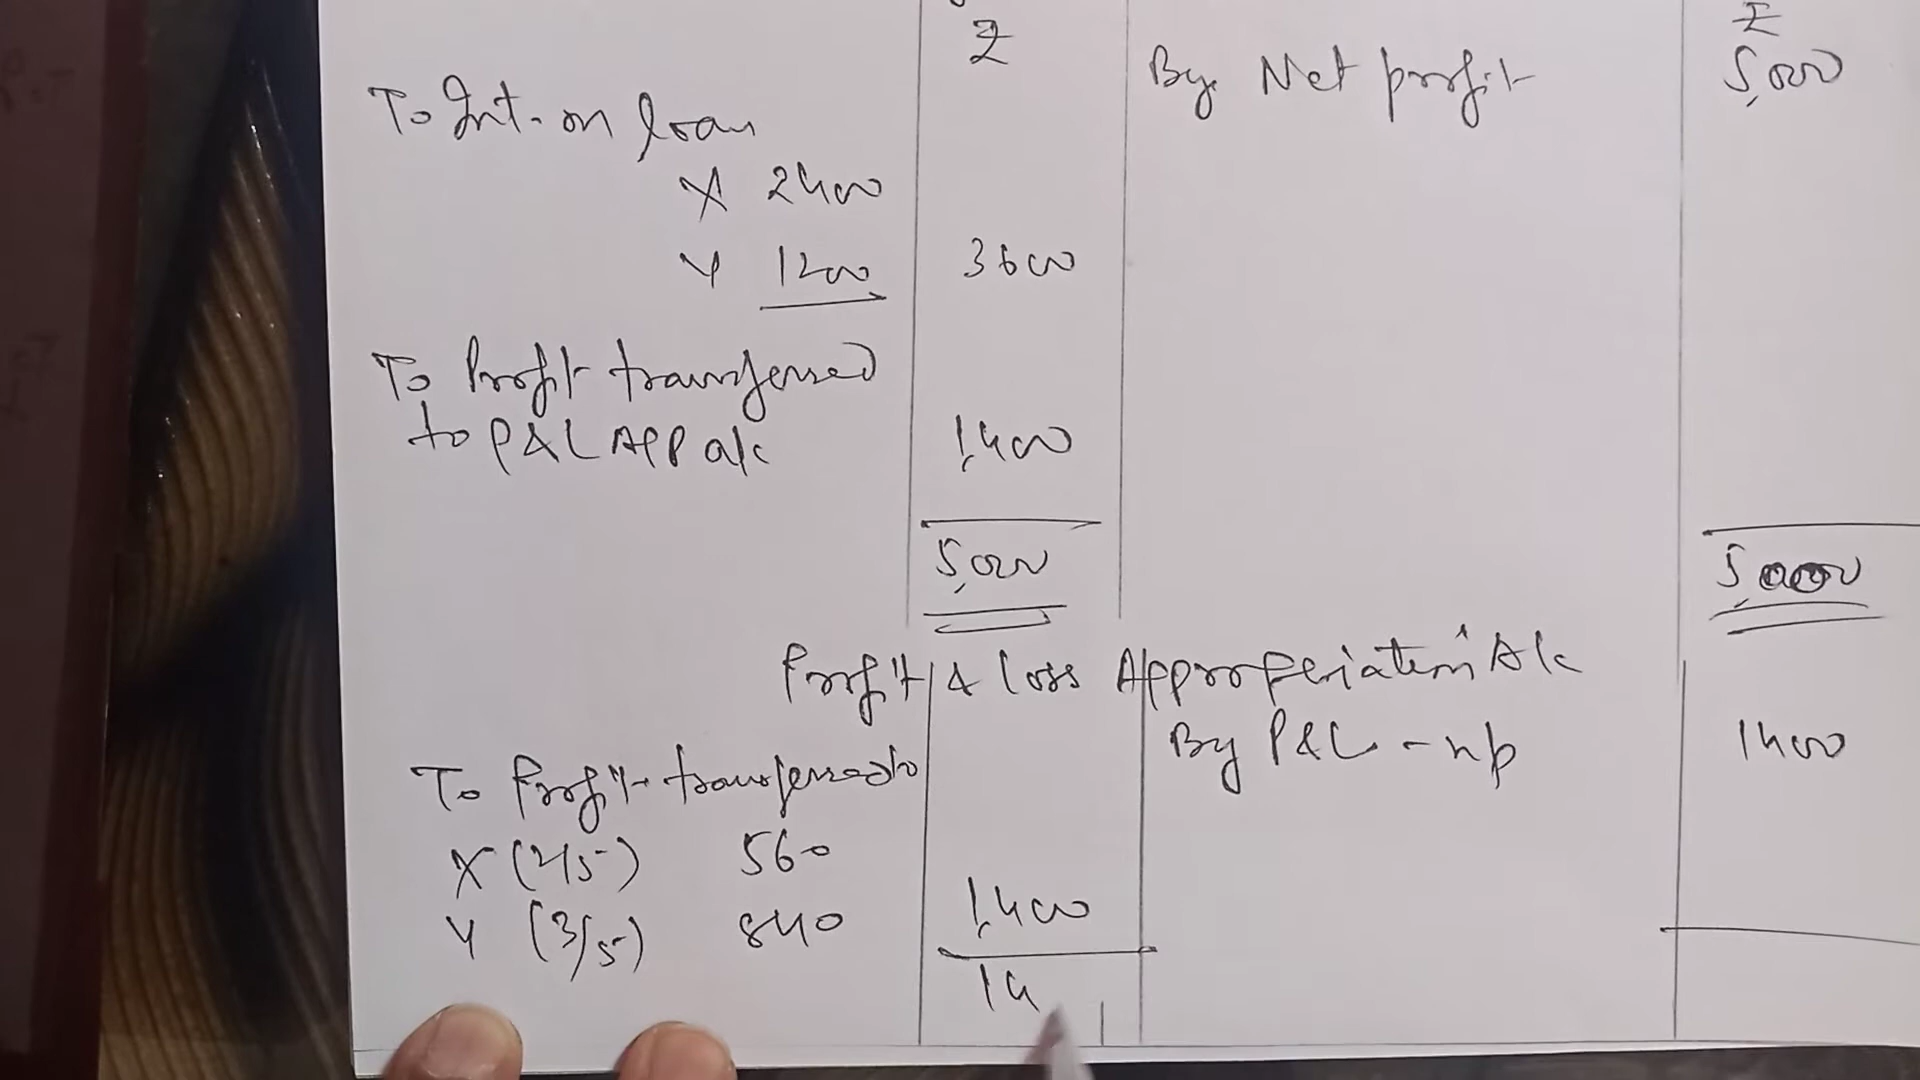 ₹ ₹
By Net profit 5,000
To Int. on loan
X 2400
Y 1200 3600
To Profit transferred
to P&L APP a/c 1,400
5,000 5,000
Profit & loss Approperiation A/c
By P&L - np 1400
To Profit transferred to
X (2/5) 560
Y (3/5) 840 1,400
14